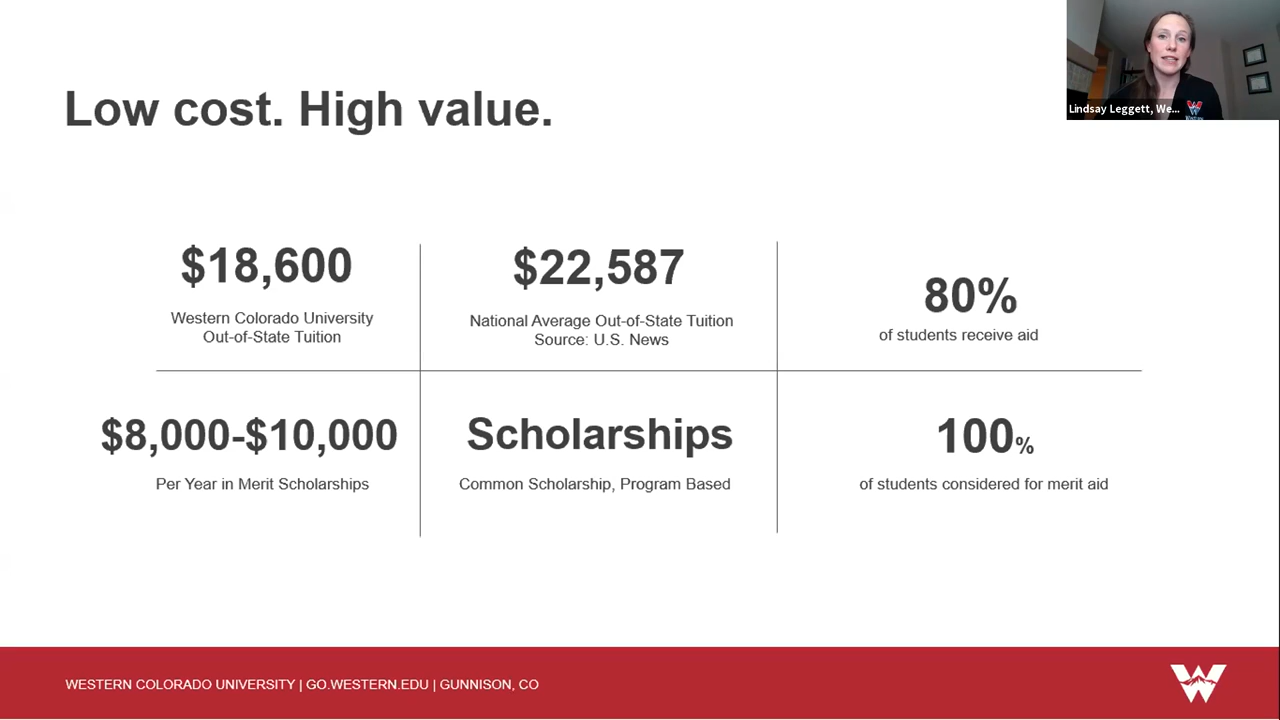 Lindsay Leggett, We...
Low cost. High value.
$18,600
Western Colorado University
Out-of-State Tuition
$22,587
National Average Out-of-State Tuition
Source: U.S. News
80%
of students receive aid
$8,000-$10,000
Per Year in Merit Scholarships
Scholarships
Common Scholarship, Program Based
100%
of students considered for merit aid
WESTERN COLORADO UNIVERSITY | GO.WESTERN.EDU | GUNNISON, CO